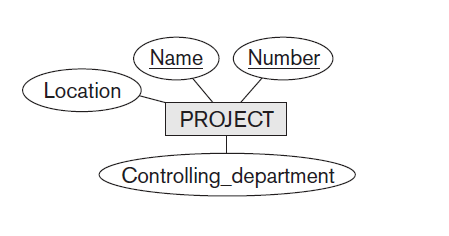 Name
Number
Location
PROJECT
Controlling_department